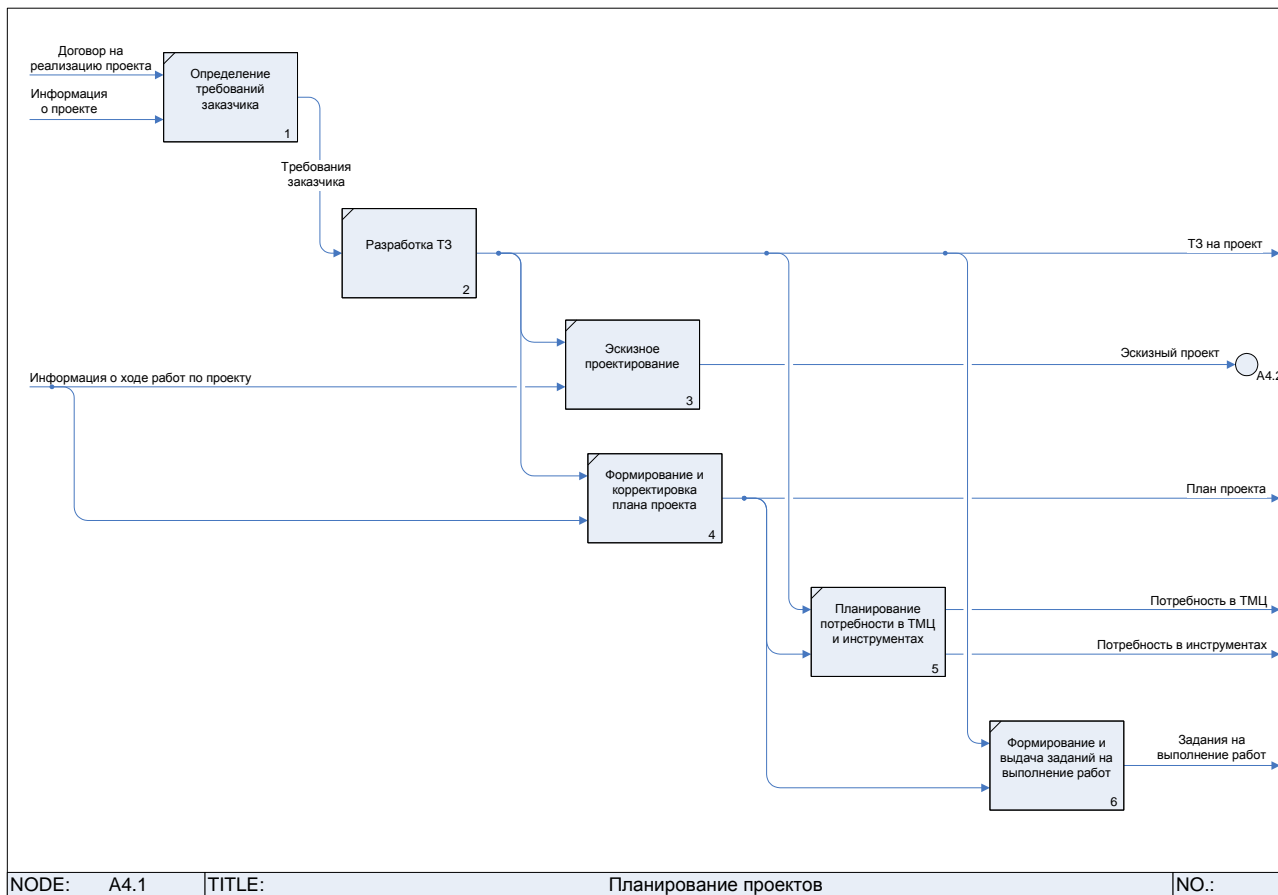 Договор на
реализацию проекта
Информация
о проекте
Определение
требований
заказчика
1
Требования
заказчика
Разработка ТЗ
2
ТЗ на проект
Эскизное
проектирование
3
Эскизный проект
A4.2
Информация о ходе работ по проекту
Формирование и
корректировка
плана проекта
4
План проекта
Планирование
потребности в ТМЦ
и инструментах
5
Потребность в ТМЦ
Потребность в инструментах
Формирование и
выдача заданий на
выполнение работ
6
Задания на
выполнение работ
NODE: A4.1 TITLE: Планирование проектов NO.: